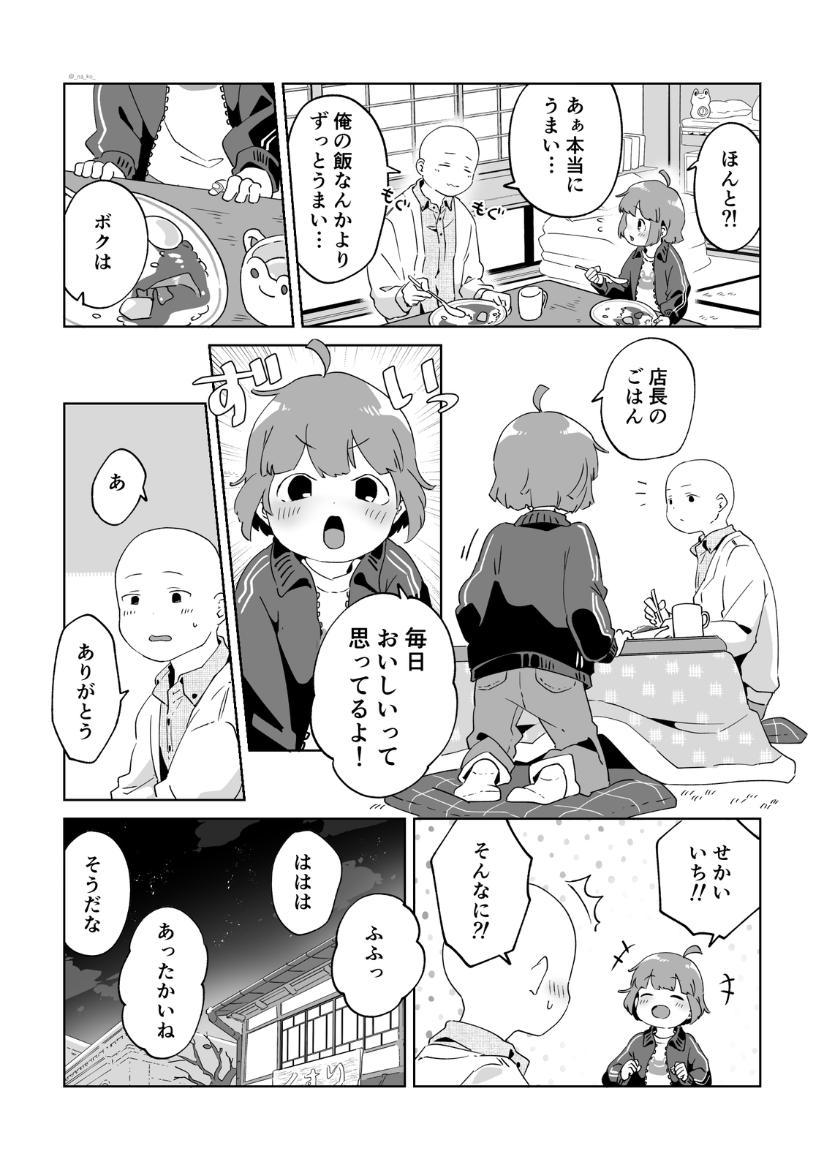 @_na_ko_
ほんと?!
あぁ本当に
うまい…
もぐ
もぐ
俺の飯なんかより
ずっとうまい…
ボクは
店長の
ごはん
ずいっ
毎日
おいしいって
思ってるよ!
あ
ありがとう
せかい
いち!!
そんなに?!
ふふっ
ははは
あったかいね
そうだな